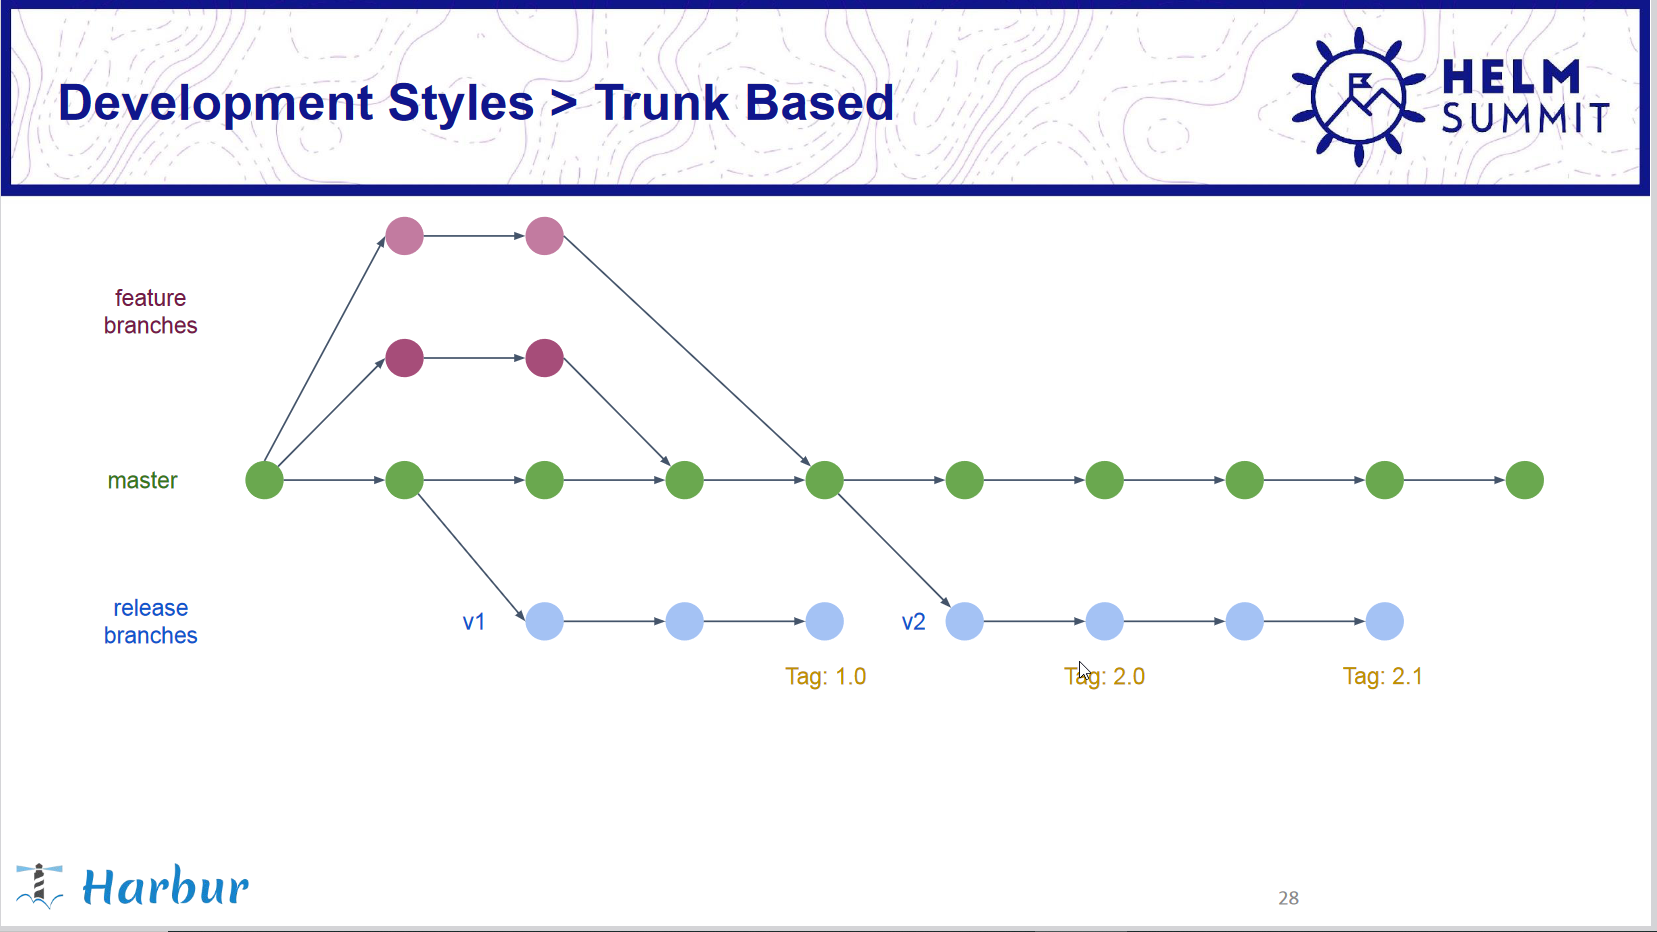 Development Styles > Trunk Based
HELM
SUMMIT
feature
branches
master
release
branches
v1
v2
Tag: 1.0
Tag: 2.0
Tag: 2.1
Harbur
28